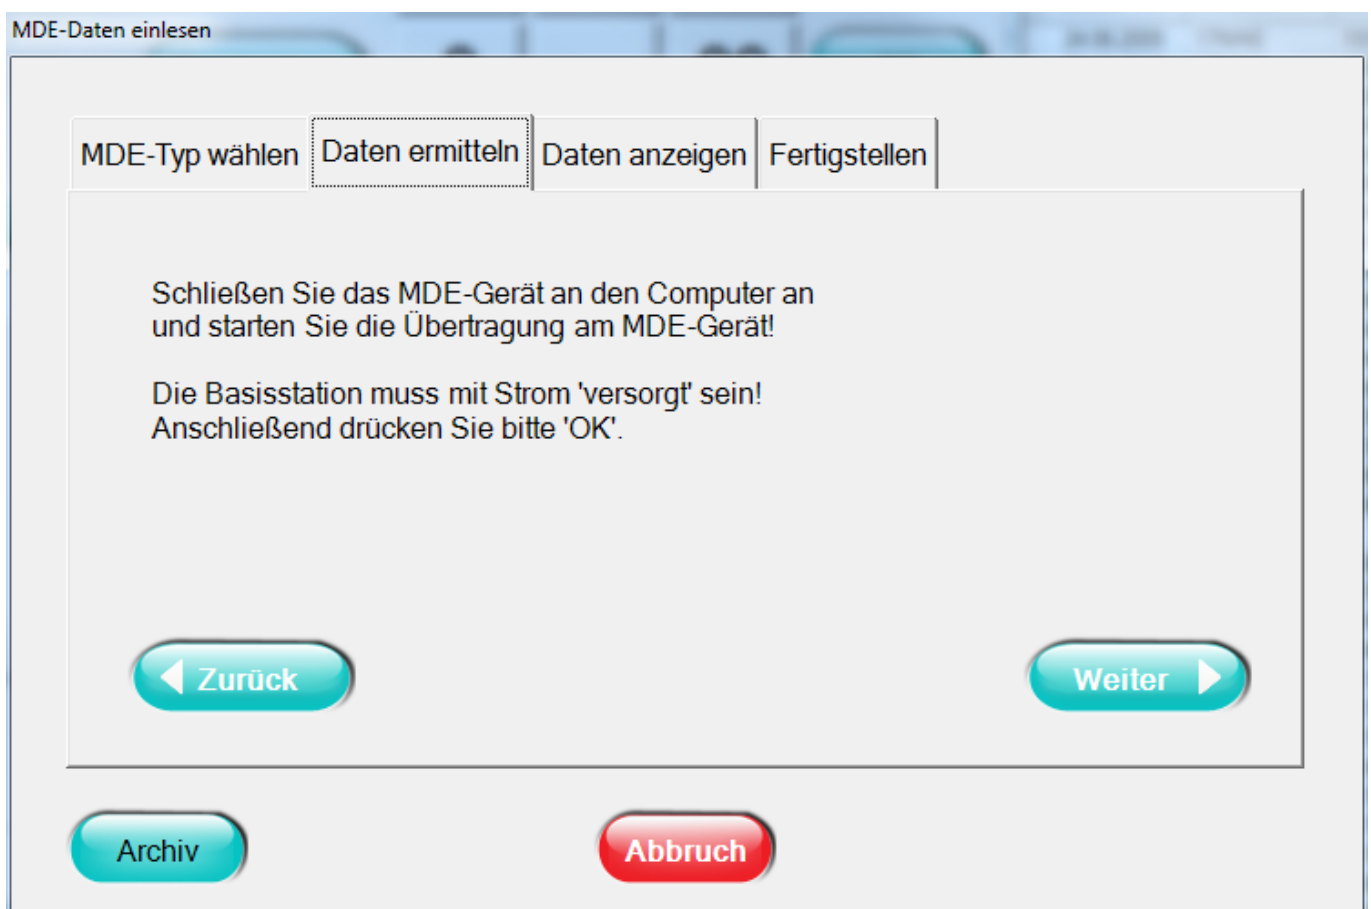 MDE-Daten einlesen
MDE-Typ wählen
Daten ermitteln
Daten anzeigen
Fertigstellen
Schließen Sie das MDE-Gerät an den Computer an
und starten Sie die Übertragung am MDE-Gerät!
Die Basisstation muss mit Strom 'versorgt' sein!
Anschließend drücken Sie bitte 'OK'.
Zurück
Weiter
Archiv
Abbruch